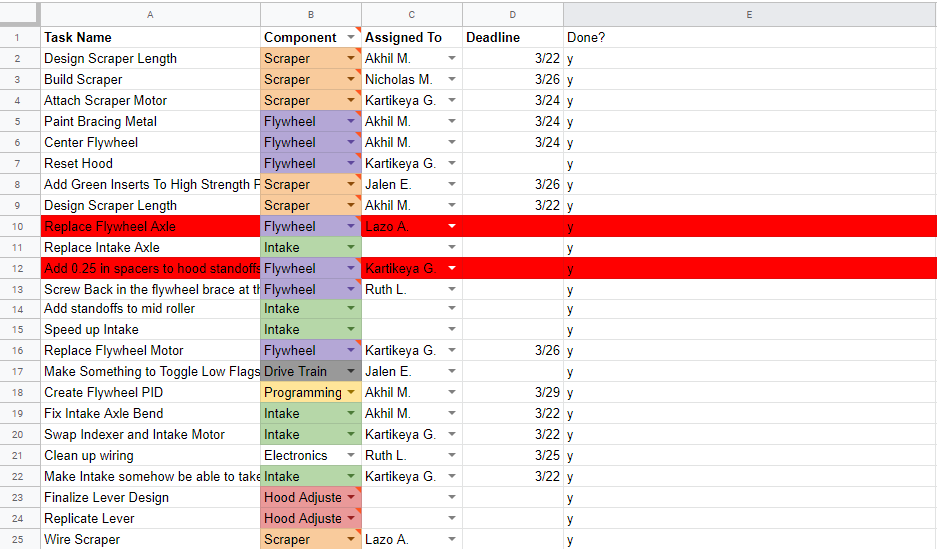 A B C D E
1 Task Name Component Assigned To Deadline Done?
2 Design Scraper Length Scraper Akhil M. 3/22 y
3 Build Scraper Scraper Nicholas M. 3/26 y
4 Attach Scraper Motor Scraper Kartikeya G. 3/24 y
5 Paint Bracing Metal Flywheel Akhil M. 3/24 y
6 Center Flywheel Flywheel Akhil M. 3/24 y
7 Reset Hood Flywheel Kartikeya G. y
8 Add Green Inserts To High Strength Scraper Jalen E. 3/26 y
9 Design Scraper Length Scraper Akhil M. 3/22 y
10 Replace Flywheel Axle Flywheel Lazo A. y
11 Replace Intake Axle Intake y
12 Add 0.25 in spacers to hood standoffs Flywheel Kartikeya G. y
13 Screw Back in the flywheel brace at Flywheel Ruth L. y
14 Add standoffs to mid roller Intake y
15 Speed up Intake Intake y
16 Replace Flywheel Motor Flywheel Kartikeya G. 3/26 y
17 Make Something to Toggle Low Flags Drive Train Jalen E. y
18 Create Flywheel PID Programming Akhil M. 3/29 y
19 Fix Intake Axle Bend Intake Akhil M. 3/22 y
20 Swap Indexer and Intake Motor Intake Kartikeya G. 3/22 y
21 Clean up wiring Electronics Ruth L. 3/25 y
22 Make Intake somehow be able to take Intake Kartikeya G. 3/22 y
23 Finalize Lever Design Hood Adjuste y
24 Replicate Lever Hood Adjuste y
25 Wire Scraper Scraper Lazo A. y